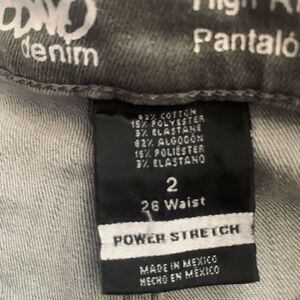 High R
denim
Pantaló
82% COTTON
15% POLYESTER
3% ELASTANE
82% ALGODÓN
15% POLIÉSTER
3% ELASTANO
2
26 Waist
POWER STRETCH
MADE IN MEXICO
HECHO EN MÉXICO